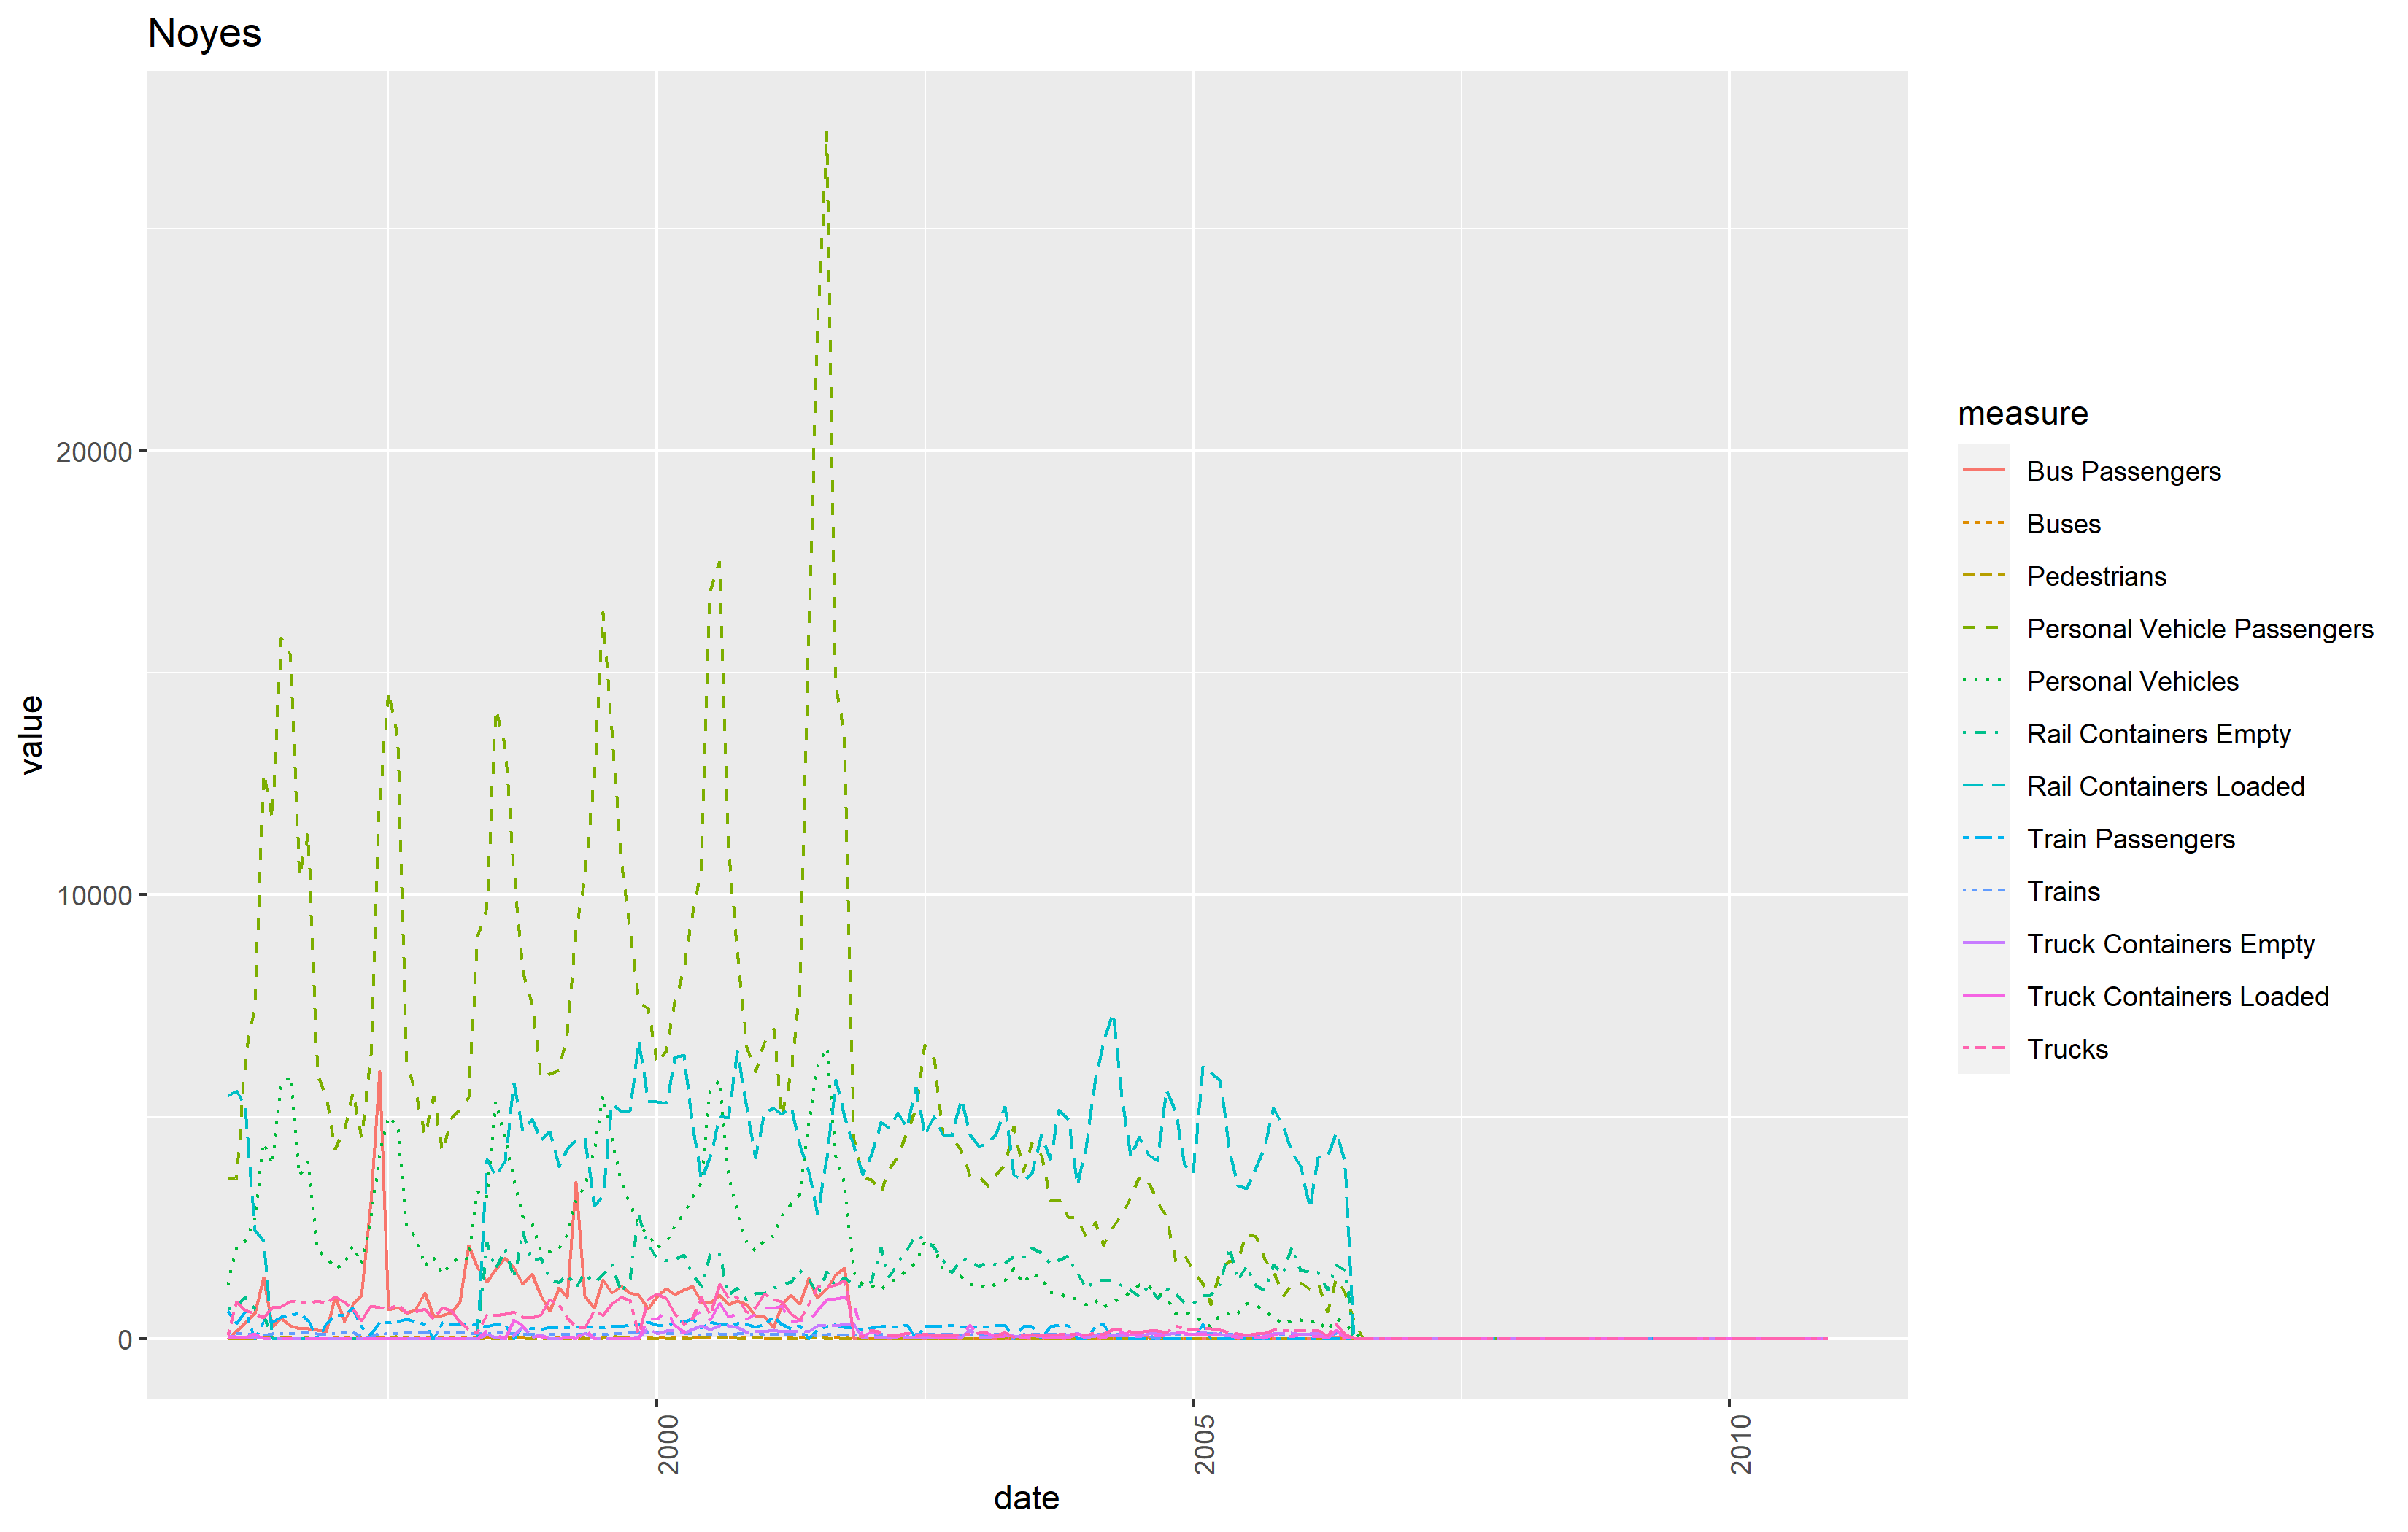 Noyes
value
20000
10000
0
2000
2005
2010
date
measure
Bus Passengers
Buses
Pedestrians
Personal Vehicle Passengers
Personal Vehicles
Rail Containers Empty
Rail Containers Loaded
Train Passengers
Trains
Truck Containers Empty
Truck Containers Loaded
Trucks